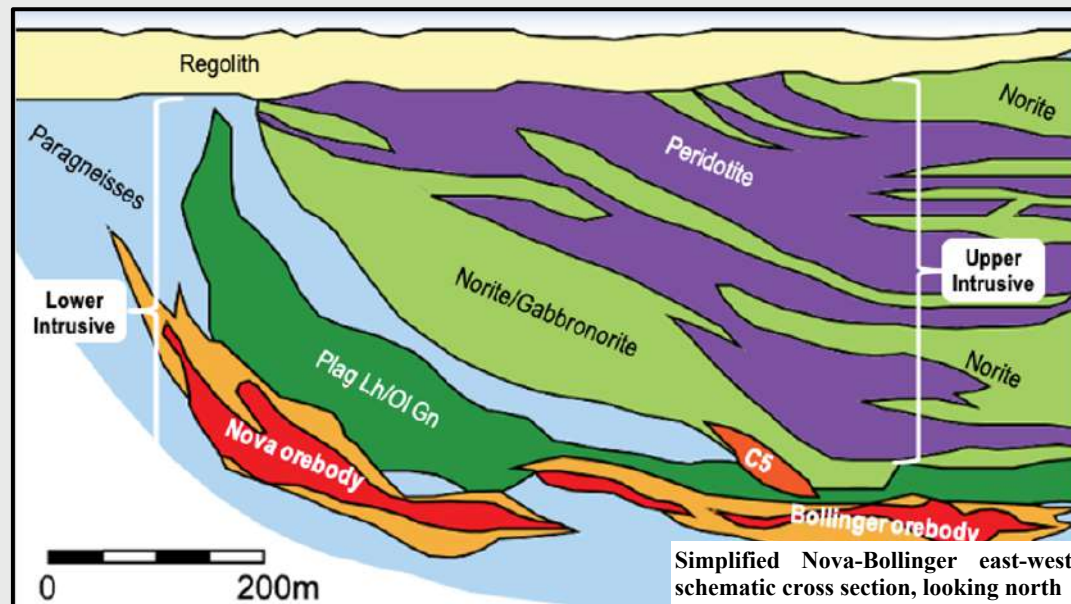 Regolith
Norite
Paragneisses
Peridotite
Upper
Intrusive
Lower
Intrusive
Norite/Gabbronorite
Norite
Plag Lh/Ol Gn
Nova orebody
C5
Bollinger orebody
0 200m
Simplified Nova-Bollinger east-west
schematic cross section, looking north